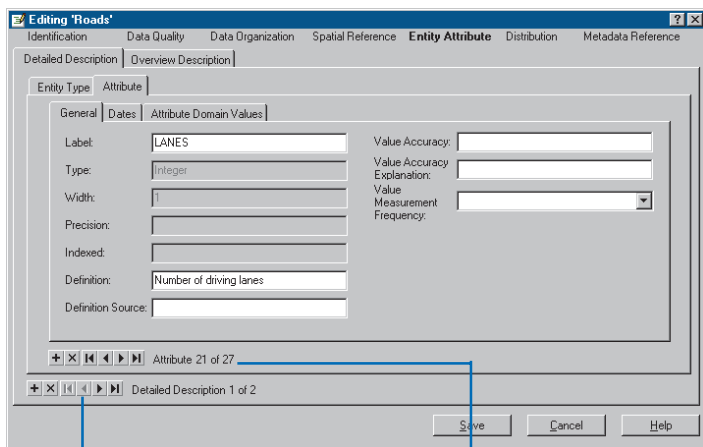 Editing 'Roads'
Identification Data Quality Data Organization Spatial Reference Entity Attribute Distribution Metadata Reference
Detailed Description Overview Description
Entity Type Attribute
General Dates Attribute Domain Values
Label: LANES
Type: Integer
Width: 1
Precision:
Indexed:
Definition: Number of driving lanes
Definition Source:
Value Accuracy:
Value Accuracy
Explanation:
Value
Measurement
Frequency:
Attribute 21 of 27
Detailed Description 1 of 2
Save Cancel Help